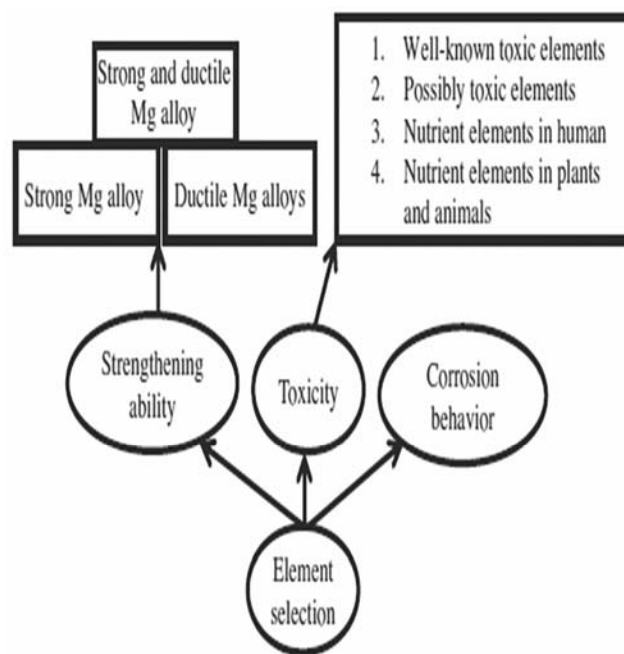 Strong and ductile
Mg alloy
Strong Mg alloy
Ductile Mg alloys
1. Well-known toxic elements
2. Possibly toxic elements
3. Nutrient elements in human
4. Nutrient elements in plants
and animals
Strengthening
ability
Toxicity
Corrosion
behavior
Element
selection